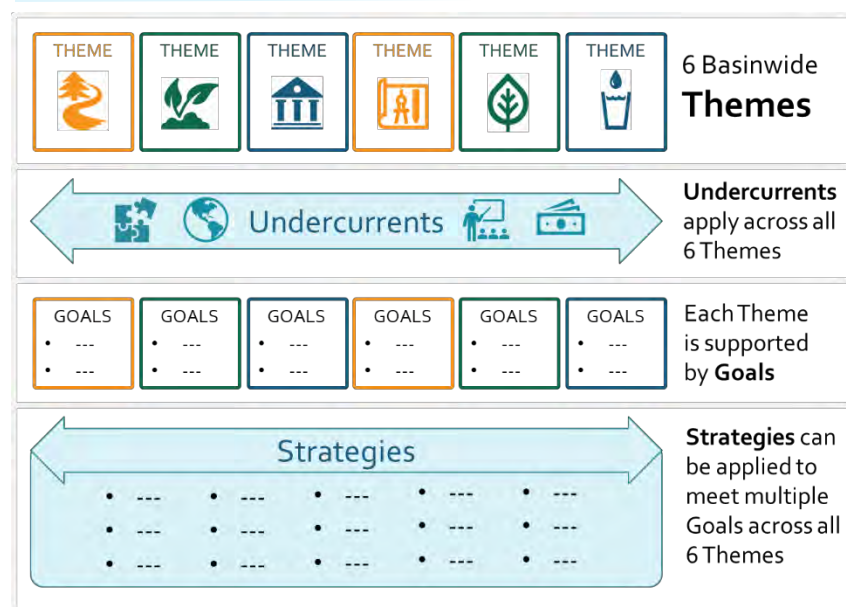 THEME THEME THEME THEME THEME THEME
6 Basinwide
Themes
Undercurrents
Undercurrents
apply across all
6 Themes
GOALS GOALS GOALS GOALS GOALS GOALS
• --- • --- • --- • --- • --- • ---
• --- • --- • --- • --- • --- • ---
Each Theme
is supported
by Goals
Strategies
• --- • --- • --- • --- • ---
• --- • --- • --- • --- • ---
• --- • --- • --- • --- • ---
Strategies can
be applied to
meet multiple
Goals across all
6 Themes